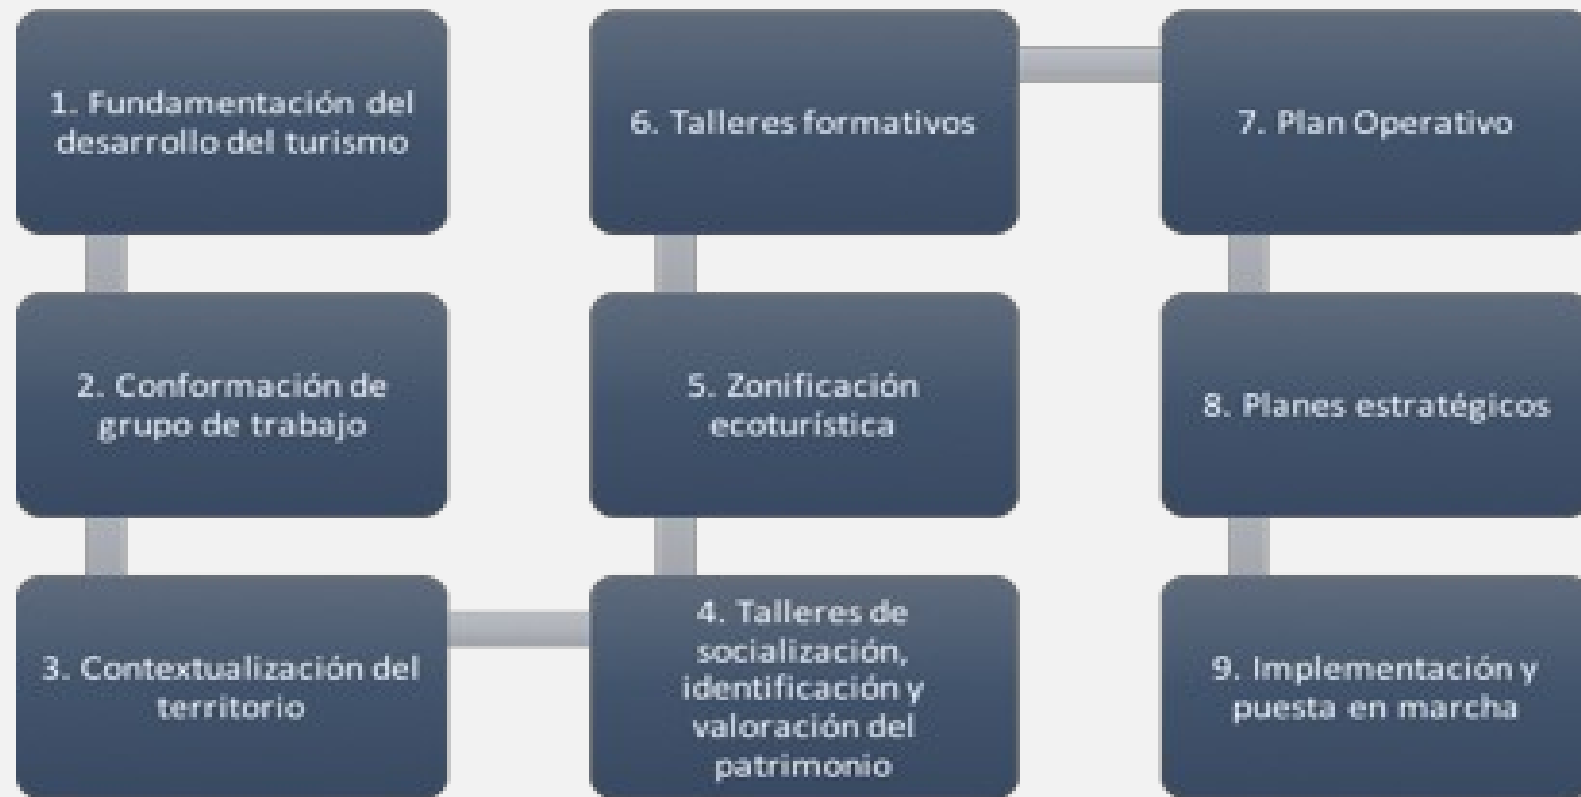 1. Fundamentación del
desarrollo del turismo
2. Conformación de
grupo de trabajo
3. Contextualización del
territorio
4. Talleres de
socialización,
identificación y
valoración del
patrimonio
5. Zonificación
ecoturística
6. Talleres formativos
7. Plan Operativo
8. Planes estratégicos
9. Implementación y
puesta en marcha